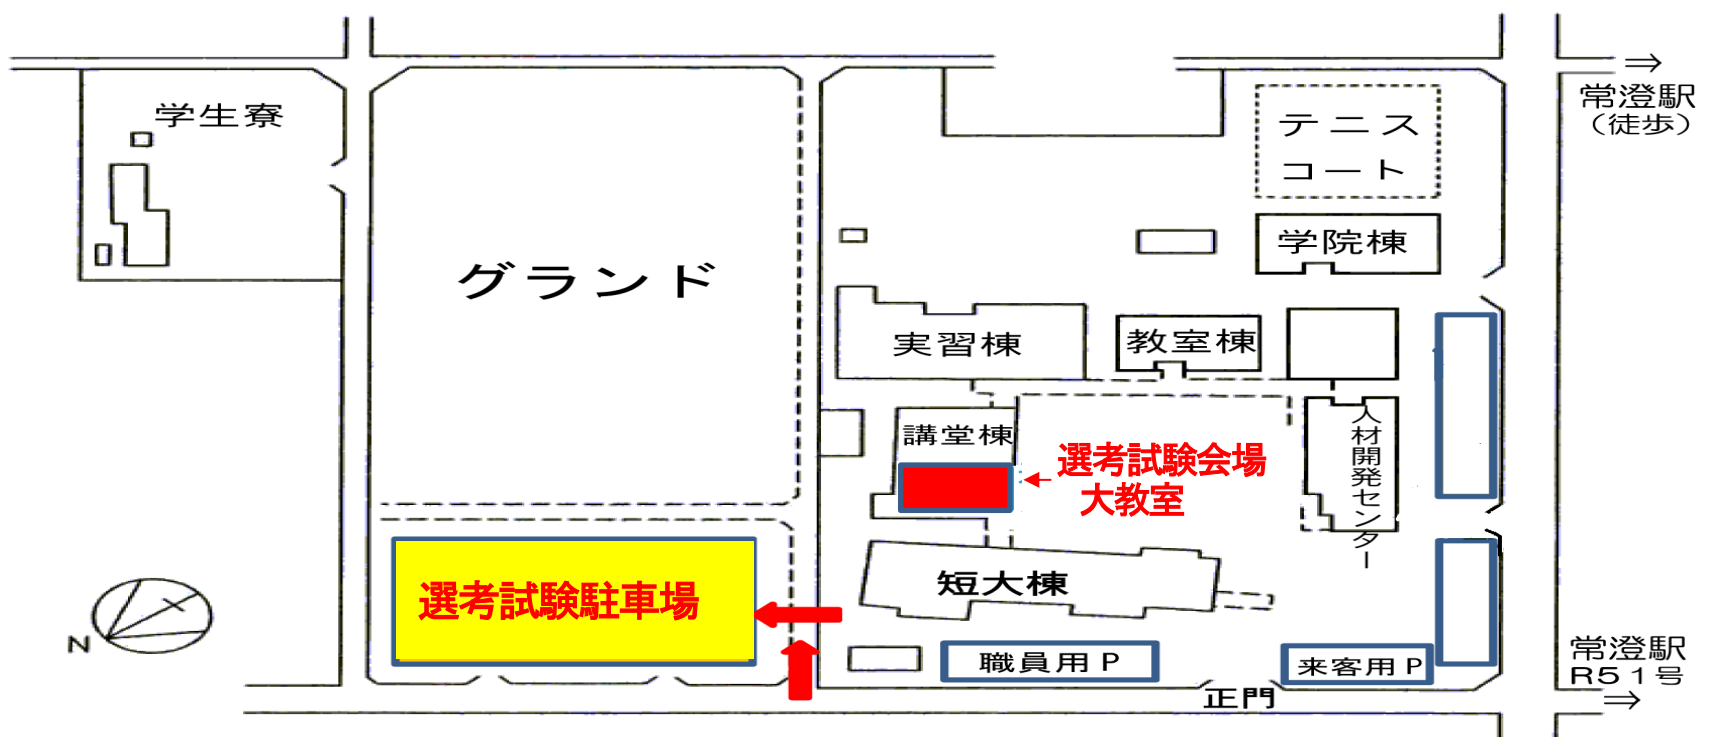 学生寮
グランド
テニス
コート
常澄駅
（徒歩）
学院棟
実習棟
教室棟
講堂棟
選考試験会場
大教室
人材開発センター
選考試験駐車場
短大棟
N
職員用P
来客用P
正門
常澄駅
R51号